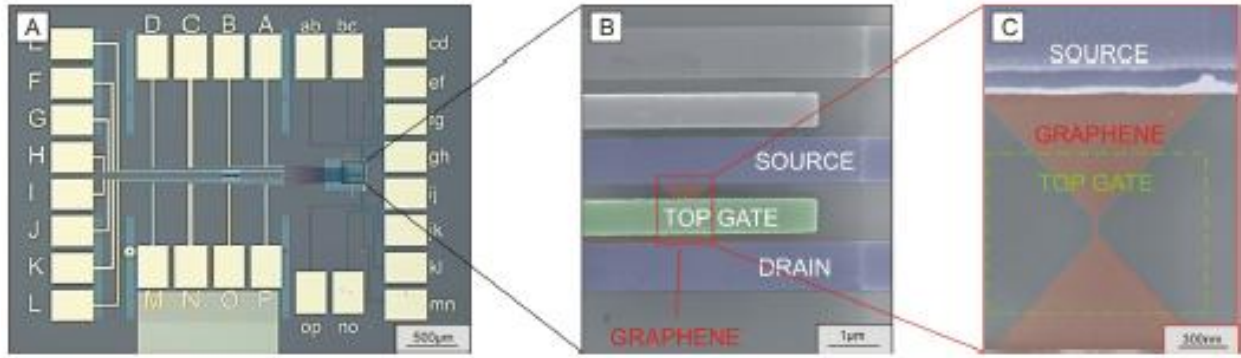 A
D C B A ab bc
cd
F
ef
G
H
gh
I
ij
J
jk
K
kl
L
M N O P
mn
op no
500µm
B
SOURCE
TOP GATE
DRAIN
GRAPHENE
1µm
C
SOURCE
GRAPHENE
TOP GATE
300nm